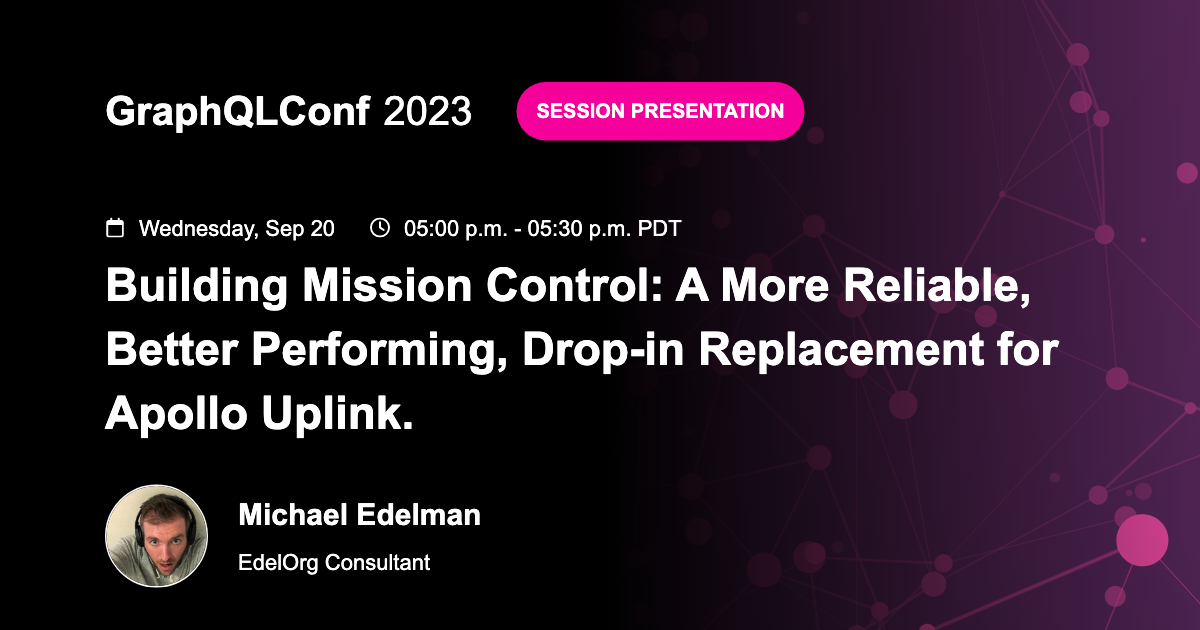 GraphQLConf 2023
SESSION PRESENTATION
Wednesday, Sep 20
05:00 p.m. - 05:30 p.m. PDT
Building Mission Control: A More Reliable,
Better Performing, Drop-in Replacement for
Apollo Uplink.
Michael Edelman
EdelOrg Consultant